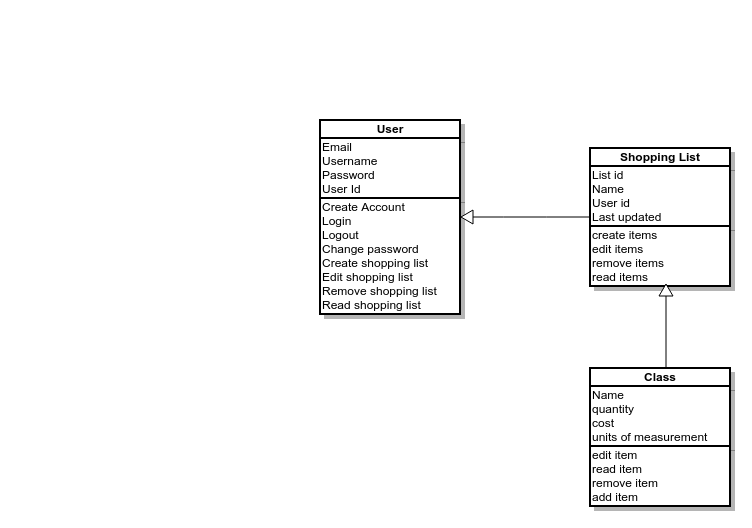 User
Email
Username
Password
User Id
Create Account
Login
Logout
Change password
Create shopping list
Edit shopping list
Remove shopping list
Read shopping list
Shopping List
List id
Name
User id
Last updated
create items
edit items
remove items
read items
Class
Name
quantity
cost
units of measurement
edit item
read item
remove item
add item